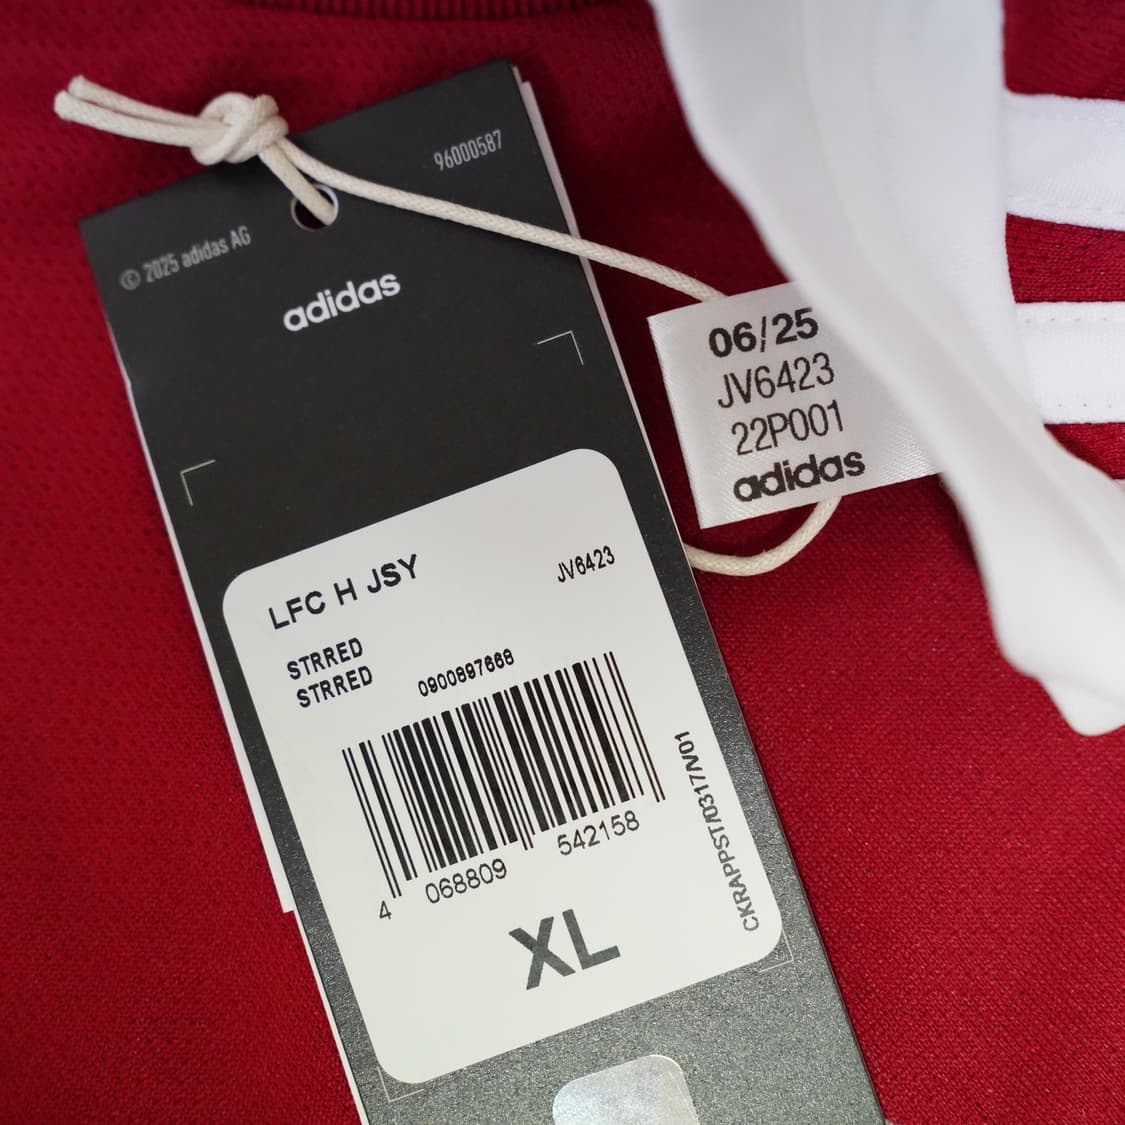 96000587
© 2025 adidas AG
adidas
06/25
JV6423
22P001
adidas
LFC H JSY
JV6423
STRRED
STRRED
0900897668
4 068809 542158
CKRAPPST/0317/V01
XL